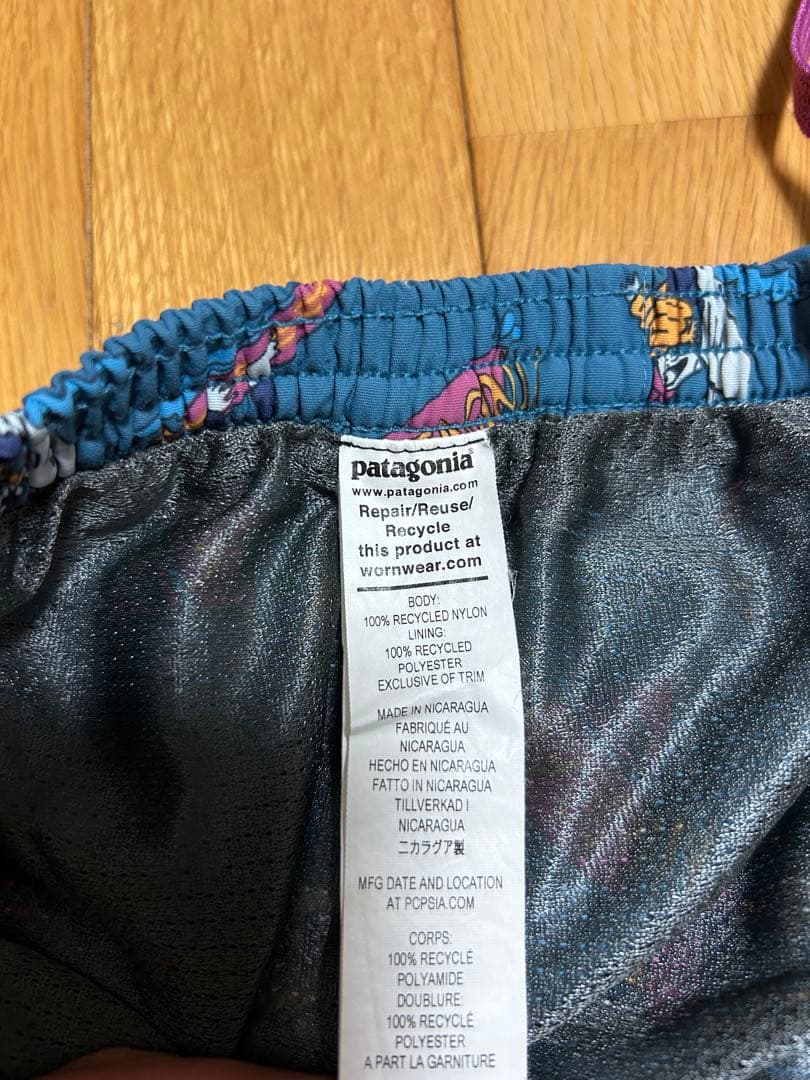 patagonia®
www.patagonia.com
Repair/Reuse/
Recycle
this product at
wornwear.com
BODY:
100% RECYCLED NYLON
LINING:
100% RECYCLED
POLYESTER
EXCLUSIVE OF TRIM
MADE IN NICARAGUA
FABRIQUÉ AU
NICARAGUA
HECHO EN NICARAGUA
FATTO IN NICARAGUA
TILLVERKAD I
NICARAGUA
ニカラグア製
MFG DATE AND LOCATION
AT PCPSIA.COM
CORPS:
100% RECYCLÉ
POLYAMIDE
DOUBLURE:
100% RECYCLÉ
POLYESTER
A PART LA GARNITURE